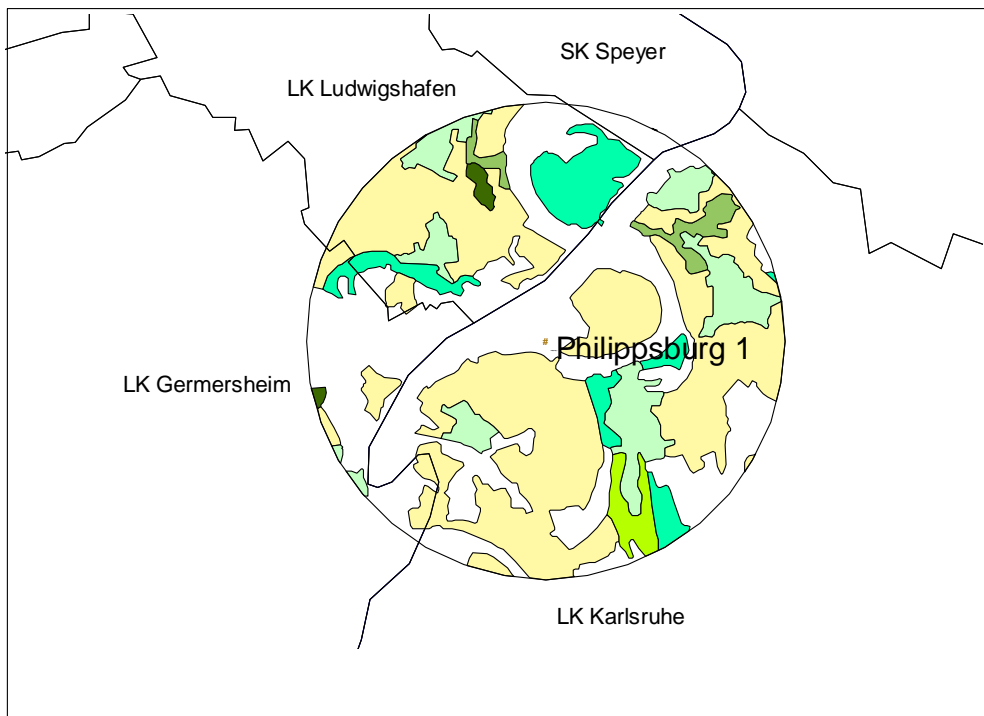 SK Speyer
LK Ludwigshafen
# Philippsburg 1
LK Germersheim
LK Karlsruhe